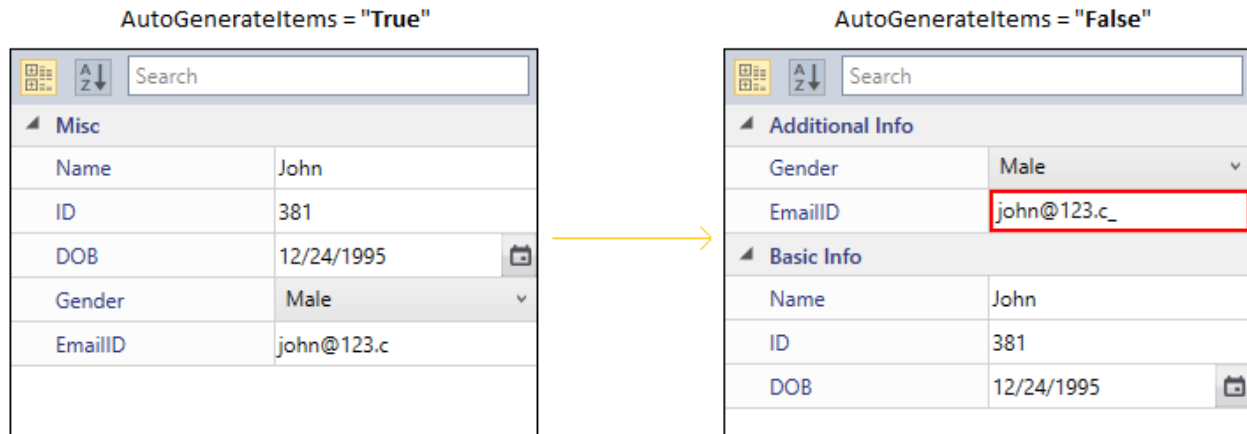 AutoGenerateItems = "True"
Search
Misc
Name John
ID 381
DOB 12/24/1995
Gender Male
EmailID john@123.c
AutoGenerateItems = "False"
Search
Additional Info
Gender Male
EmailID john@123.c_
Basic Info
Name John
ID 381
DOB 12/24/1995